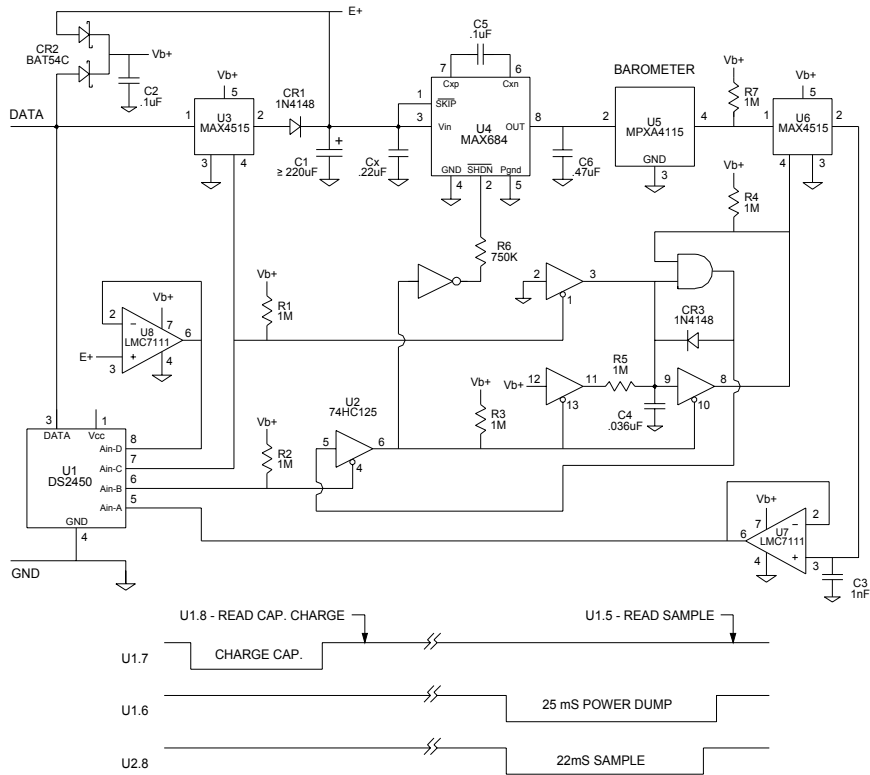 E+
CR2
BAT54C
Vb+
C2
.1uF
C5
.1uF
7
6
Cxp
Cxn
BAROMETER
DATA
1
Vb+
5
U3
MAX4515
2
3
4
CR1
1N4148
+
C1
≥ 220uF
Cx
.22uF
1
SKIP
3
Vin
U4
MAX684
OUT
8
GND
SHDN
Pgnd
4
2
5
C6
.47uF
2
U5
MPXA4115
4
GND
3
Vb+
R7
1M
1
Vb+
5
U6
MAX4515
2
4
3
Vb+
R4
1M
R6
750K
Vb+
R1
1M
2
3
1
CR3
1N4148
2
Vb+
7
U8
LMC7111
6
E+
3
4
R5
1M
Vb+
12
11
13
9
8
10
C4
.036uF
U2
74HC125
Vb+
R3
1M
5
6
4
Vb+
R2
1M
3
1
DATA
Vcc
U1
DS2450
Ain-D
8
Ain-C
7
Ain-B
6
Ain-A
5
GND
4
GND
Vb+
7
2
6
U7
LMC7111
4
3
C3
1nF
U1.8 - READ CAP. CHARGE
U1.5 - READ SAMPLE
U1.7
CHARGE CAP.
U1.6
25 mS POWER DUMP
U2.8
22mS SAMPLE